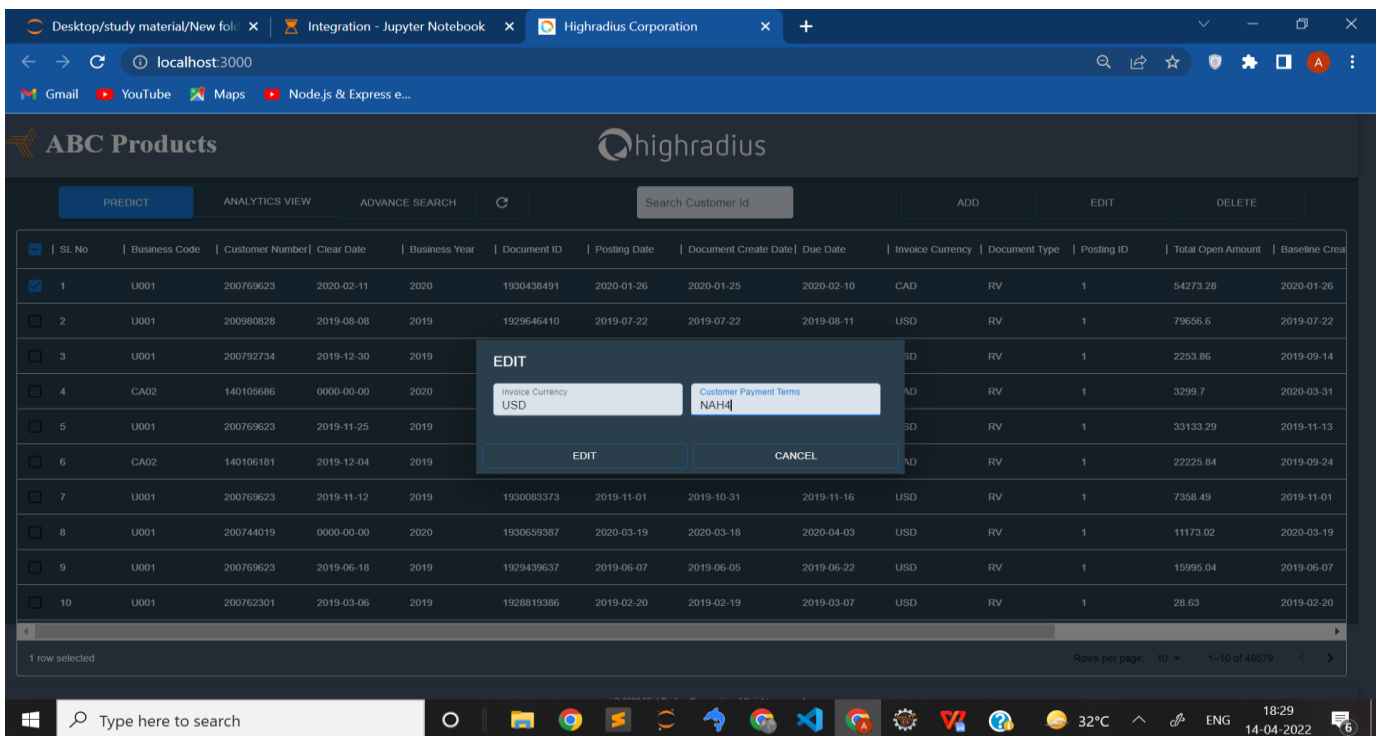 Desktop/study material/New fold
Integration - Jupyter Notebook
Highradius Corporation
localhost:3000
A
Gmail YouTube Maps Node.js & Express e...
ABC Products highradius
PREDICT ANALYTICS VIEW ADVANCE SEARCH Search Customer Id ADD EDIT DELETE
SL No Business Code Customer Number Clear Date Business Year Document ID Posting Date Document Create Date Due Date Invoice Currency Document Type Posting ID Total Open Amount Baseline Crea
1 U001 200769623 2020-02-11 2020 1930438491 2020-01-26 2020-01-25 2020-02-10 CAD RV 1 54273.28 2020-01-26
2 U001 200980828 2019-08-08 2019 1929646410 2019-07-22 2019-07-22 2019-08-11 USD RV 1 79656.6 2019-07-22
3 U001 200792734 2019-12-30 2019 SD RV 1 2253.86 2019-09-14
4 CA02 140105686 0000-00-00 2020 AD RV 1 3299.7 2020-03-31
5 U001 200769623 2019-11-25 2019 SD RV 1 33133.29 2019-11-13
6 CA02 140106181 2019-12-04 2019 AD RV 1 22225.84 2019-09-24
EDIT
Invoice Currency Customer Payment Terms
USD NAH4
EDIT CANCEL
7 U001 200769623 2019-11-12 2019 1930083373 2019-11-01 2019-10-31 2019-11-16 USD RV 1 7358.49 2019-11-01
8 U001 200744019 0000-00-00 2020 1930659387 2020-03-19 2020-03-18 2020-04-03 USD RV 1 11173.02 2020-03-19
9 U001 200769623 2019-06-18 2019 1929439637 2019-06-07 2019-06-05 2019-06-22 USD RV 1 15995.04 2019-06-07
10 U001 200762301 2019-03-06 2019 1928819386 2019-02-20 2019-02-19 2019-03-07 USD RV 1 28.63 2019-02-20
1 row selected Rows per page: 10 1–10 of 48579
Type here to search 32°C ENG 18:29
14-04-2022 6